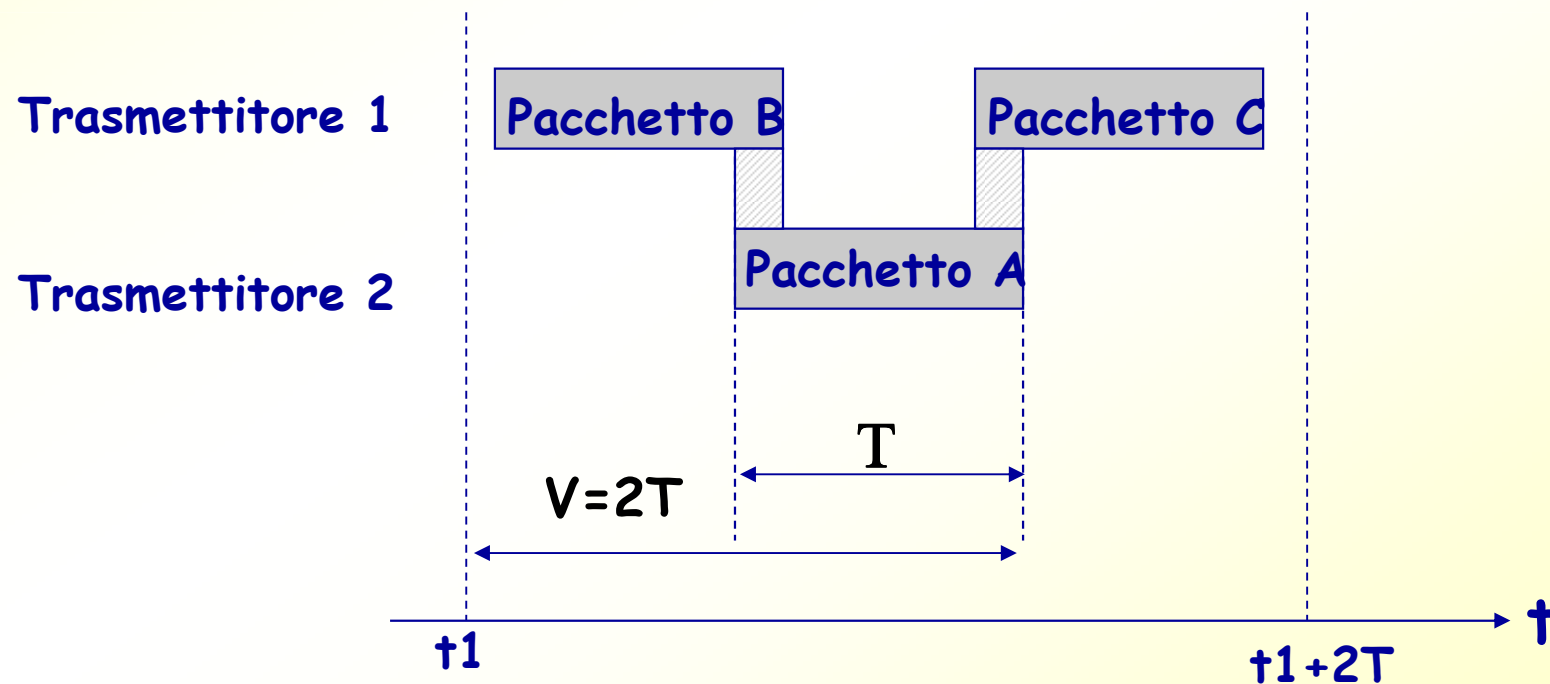 Trasmettitore 1
Pacchetto B
Pacchetto C
Pacchetto A
Trasmettitore 2
T
V=2T
t
t1
t1+2T